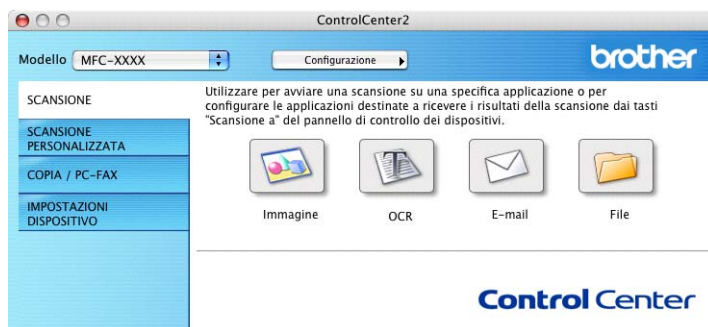 ControlCenter2
Modello MFC-XXXX Configurazione brother
SCANSIONE
SCANSIONE
PERSONALIZZATA
COPIA / PC-FAX
IMPOSTAZIONI
DISPOSITIVO
Utilizzare per avviare una scansione su una specifica applicazione o per
configurare le applicazioni destinate a ricevere i risultati della scansione dai tasti
"Scansione a" del pannello di controllo dei dispositivi.
Immagine OCR E-mail File
Control Center